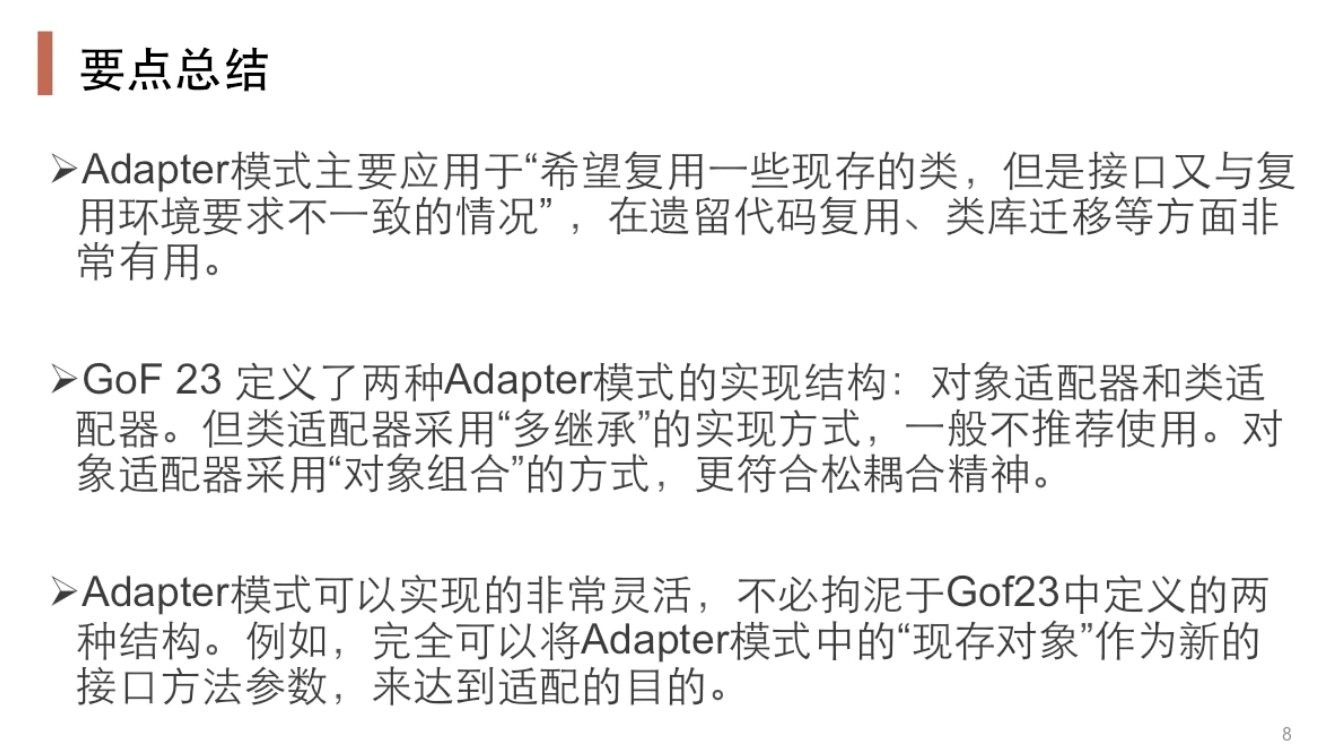 要点总结
➢Adapter模式主要应用于“希望复用一些现存的类，但是接口又与复
用环境要求不一致的情况”，在遗留代码复用、类库迁移等方面非
常有用。
➢GoF 23 定义了两种Adapter模式的实现结构：对象适配器和类适
配器。但类适配器采用“多继承”的实现方式，一般不推荐使用。对
象适配器采用“对象组合”的方式，更符合松耦合精神。
➢Adapter模式可以实现的非常灵活，不必拘泥于Gof23中定义的两
种结构。例如，完全可以将Adapter模式中的“现存对象”作为新的
接口方法参数，来达到适配的目的。
8